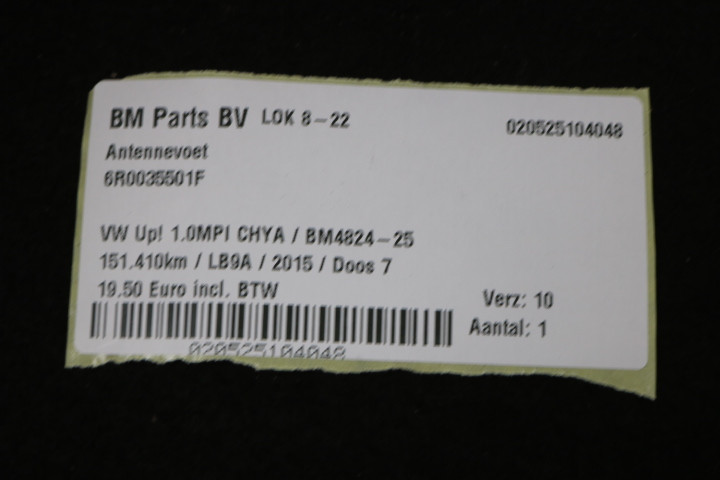 BM Parts BV LOK 8-22
020525104048
Antennevoet
6R0035501F
VW Up! 1.0MPI CHYA / BM4824-25
151.410km / LB9A / 2015 / Doos 7
19.50 Euro incl. BTW
Verz: 10
Aantal: 1
020525104048